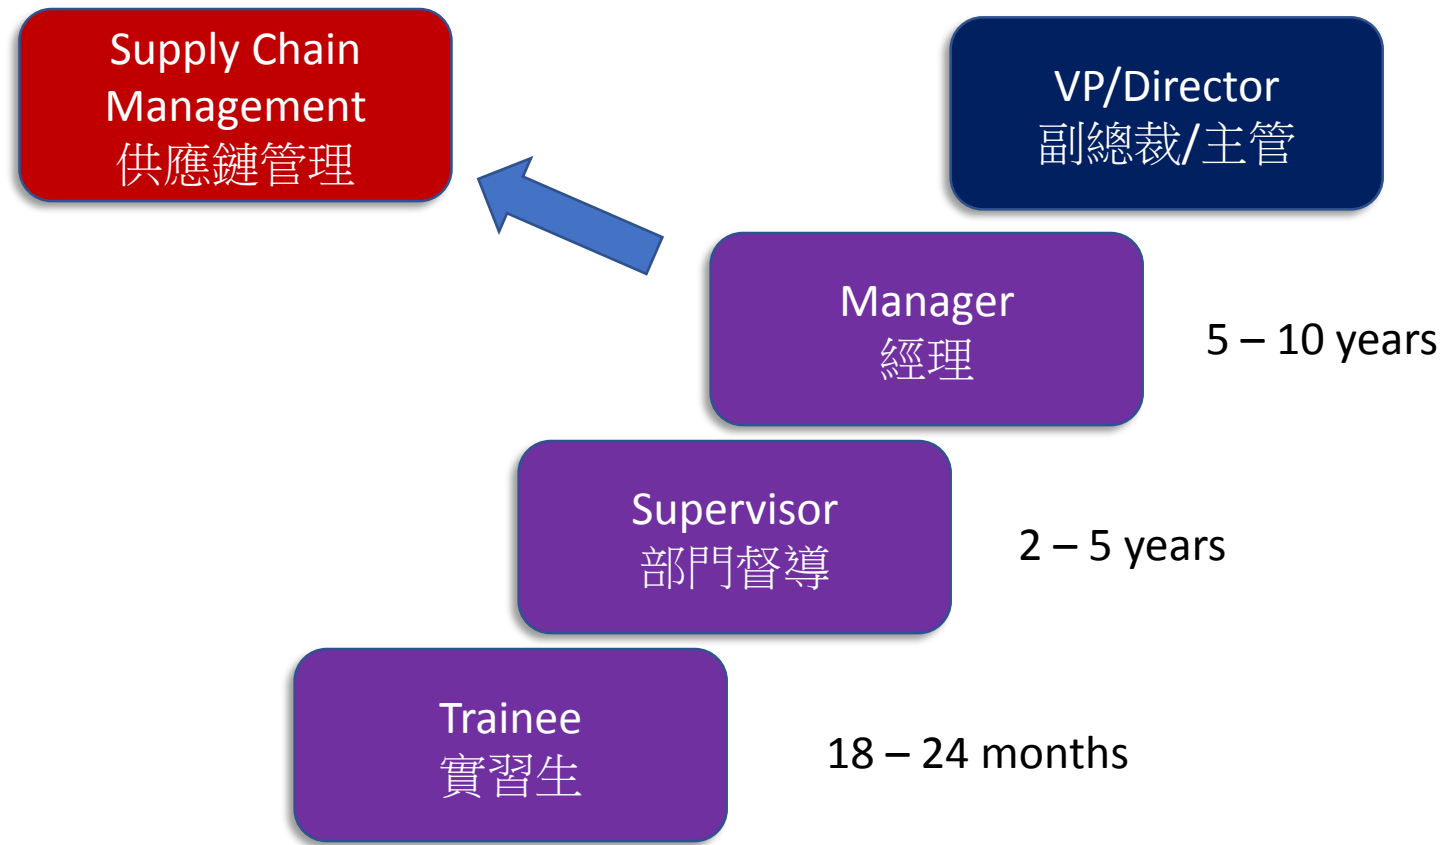 Supply Chain
Management
供應鏈管理
VP/Director
副總裁/主管
Manager
經理
5 – 10 years
Supervisor
部門督導
2 – 5 years
Trainee
實習生
18 – 24 months